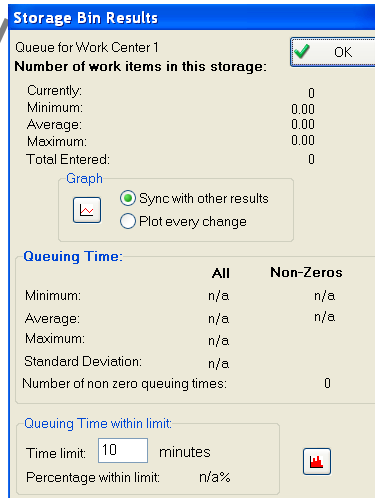 Storage Bin Results
Queue for Work Center 1
OK
Number of work items in this storage:
Currently: 0
Minimum: 0.00
Average: 0.00
Maximum: 0.00
Total Entered: 0
Graph
Sync with other results
Plot every change
Queuing Time:
All Non-Zeros
Minimum: n/a n/a
Average: n/a n/a
Maximum: n/a
Standard Deviation: n/a
Number of non zero queuing times: 0
Queuing Time within limit:
Time limit: 10 minutes
Percentage within limit: n/a%